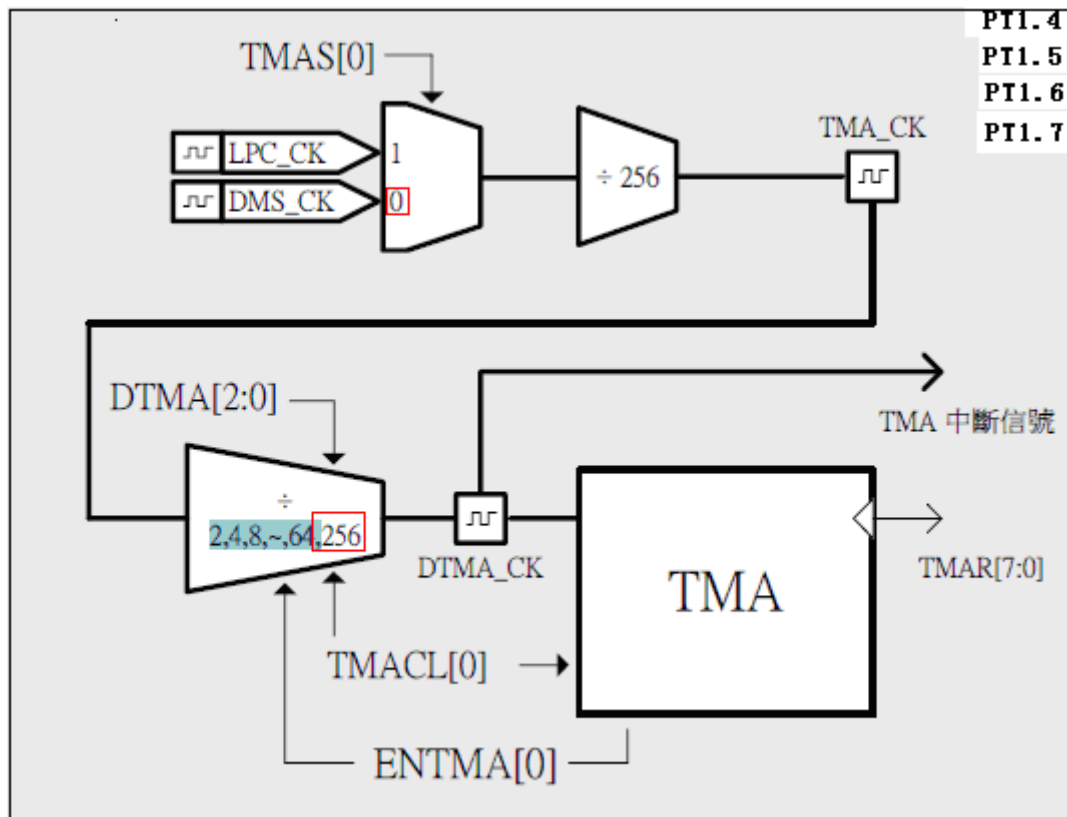 PT1.4
PT1.5
PT1.6
PT1.7
TMAS[0]
LPC_CK
1
DMS_CK
0
÷ 256
TMA_CK
DTMA[2:0]
÷
2,4,8,~,64,256
DTMA_CK
TMA 中斷信號
TMA
TMAR[7:0]
TMACL[0]
ENTMA[0]